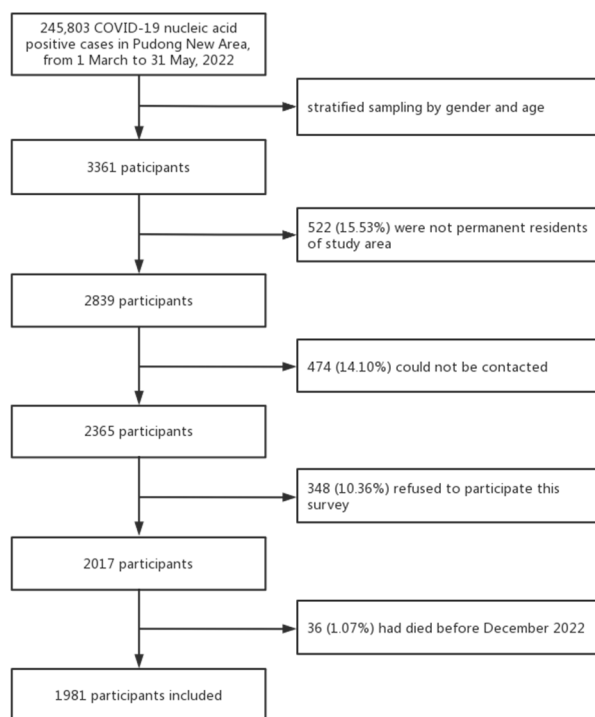 245,803 COVID-19 nucleic acid
positive cases in Pudong New Area,
from 1 March to 31 May, 2022
stratified sampling by gender and age
3361 paticipants
522 (15.53%) were not permanent residents
of study area
2839 participants
474 (14.10%) could not be contacted
2365 participants
348 (10.36%) refused to participate this
survey
2017 participants
36 (1.07%) had died before December 2022
1981 participants included